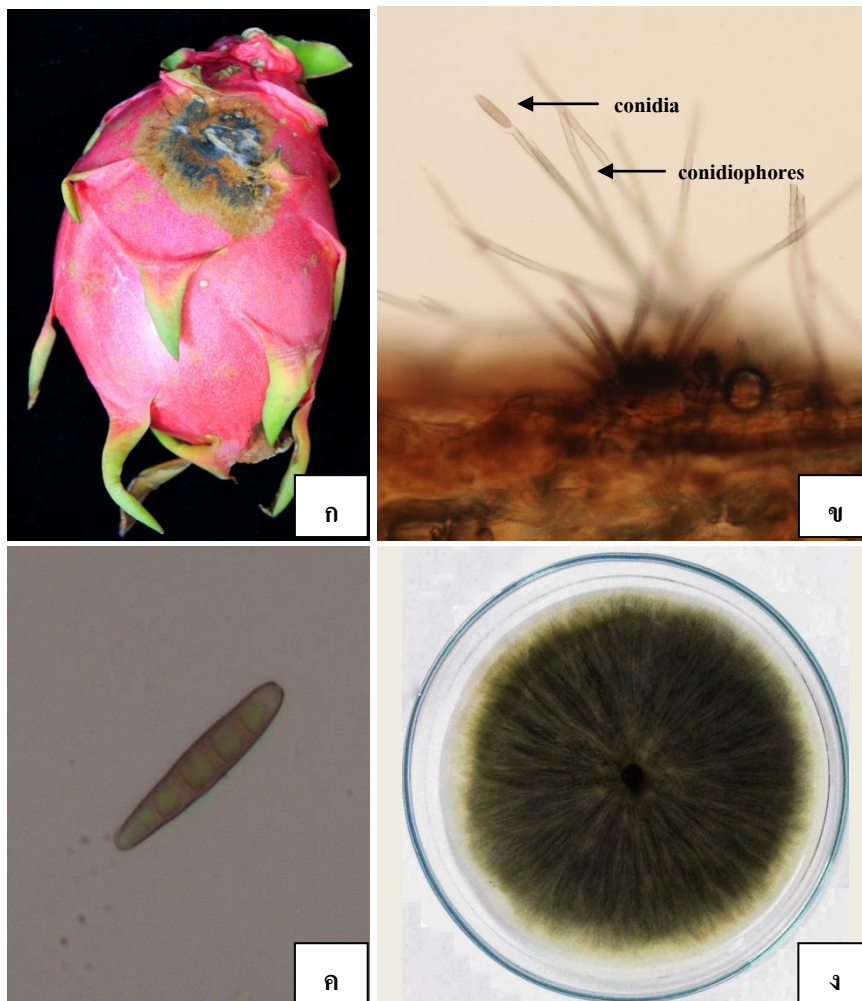 conidia
conidiophores
ก
ข
ค
ง